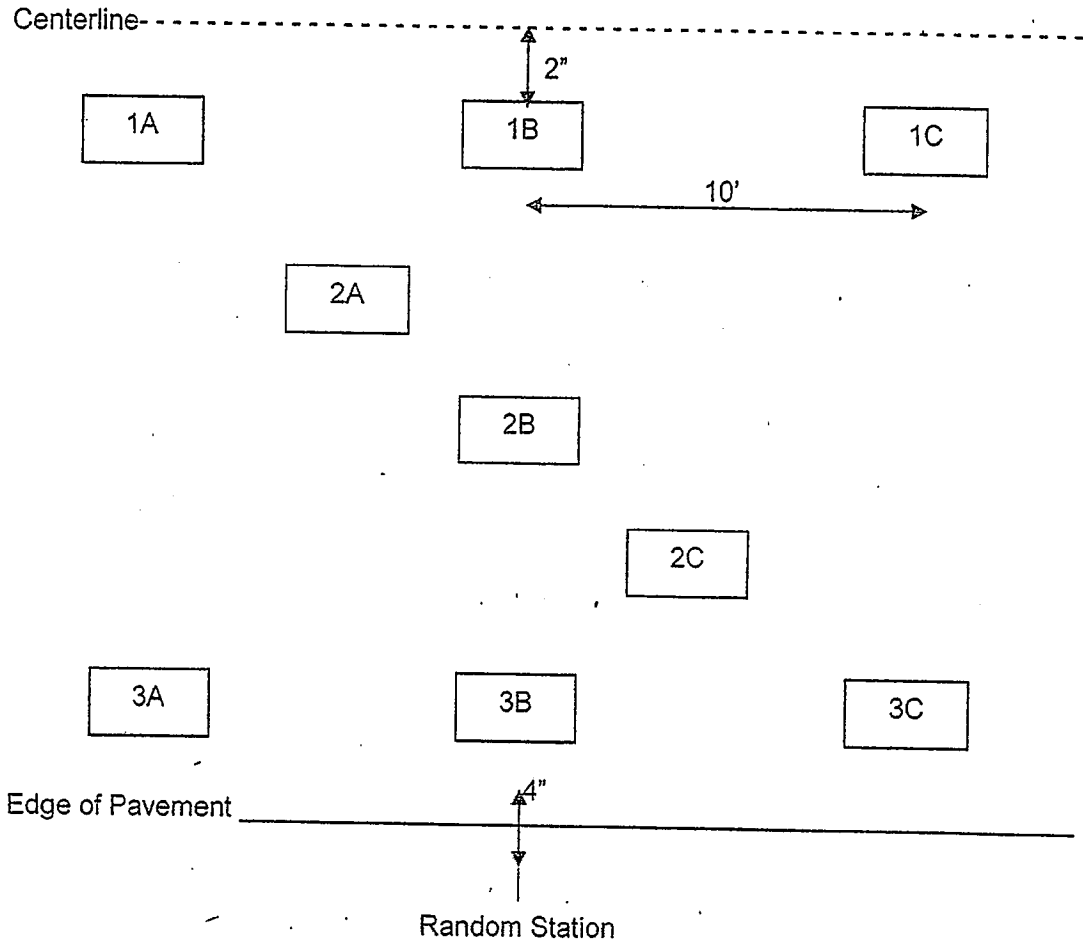 Centerline
2"
1A 1B 1C
10'
2A
2B
2C
3A 3B 3C
4"
Edge of Pavement
Random Station